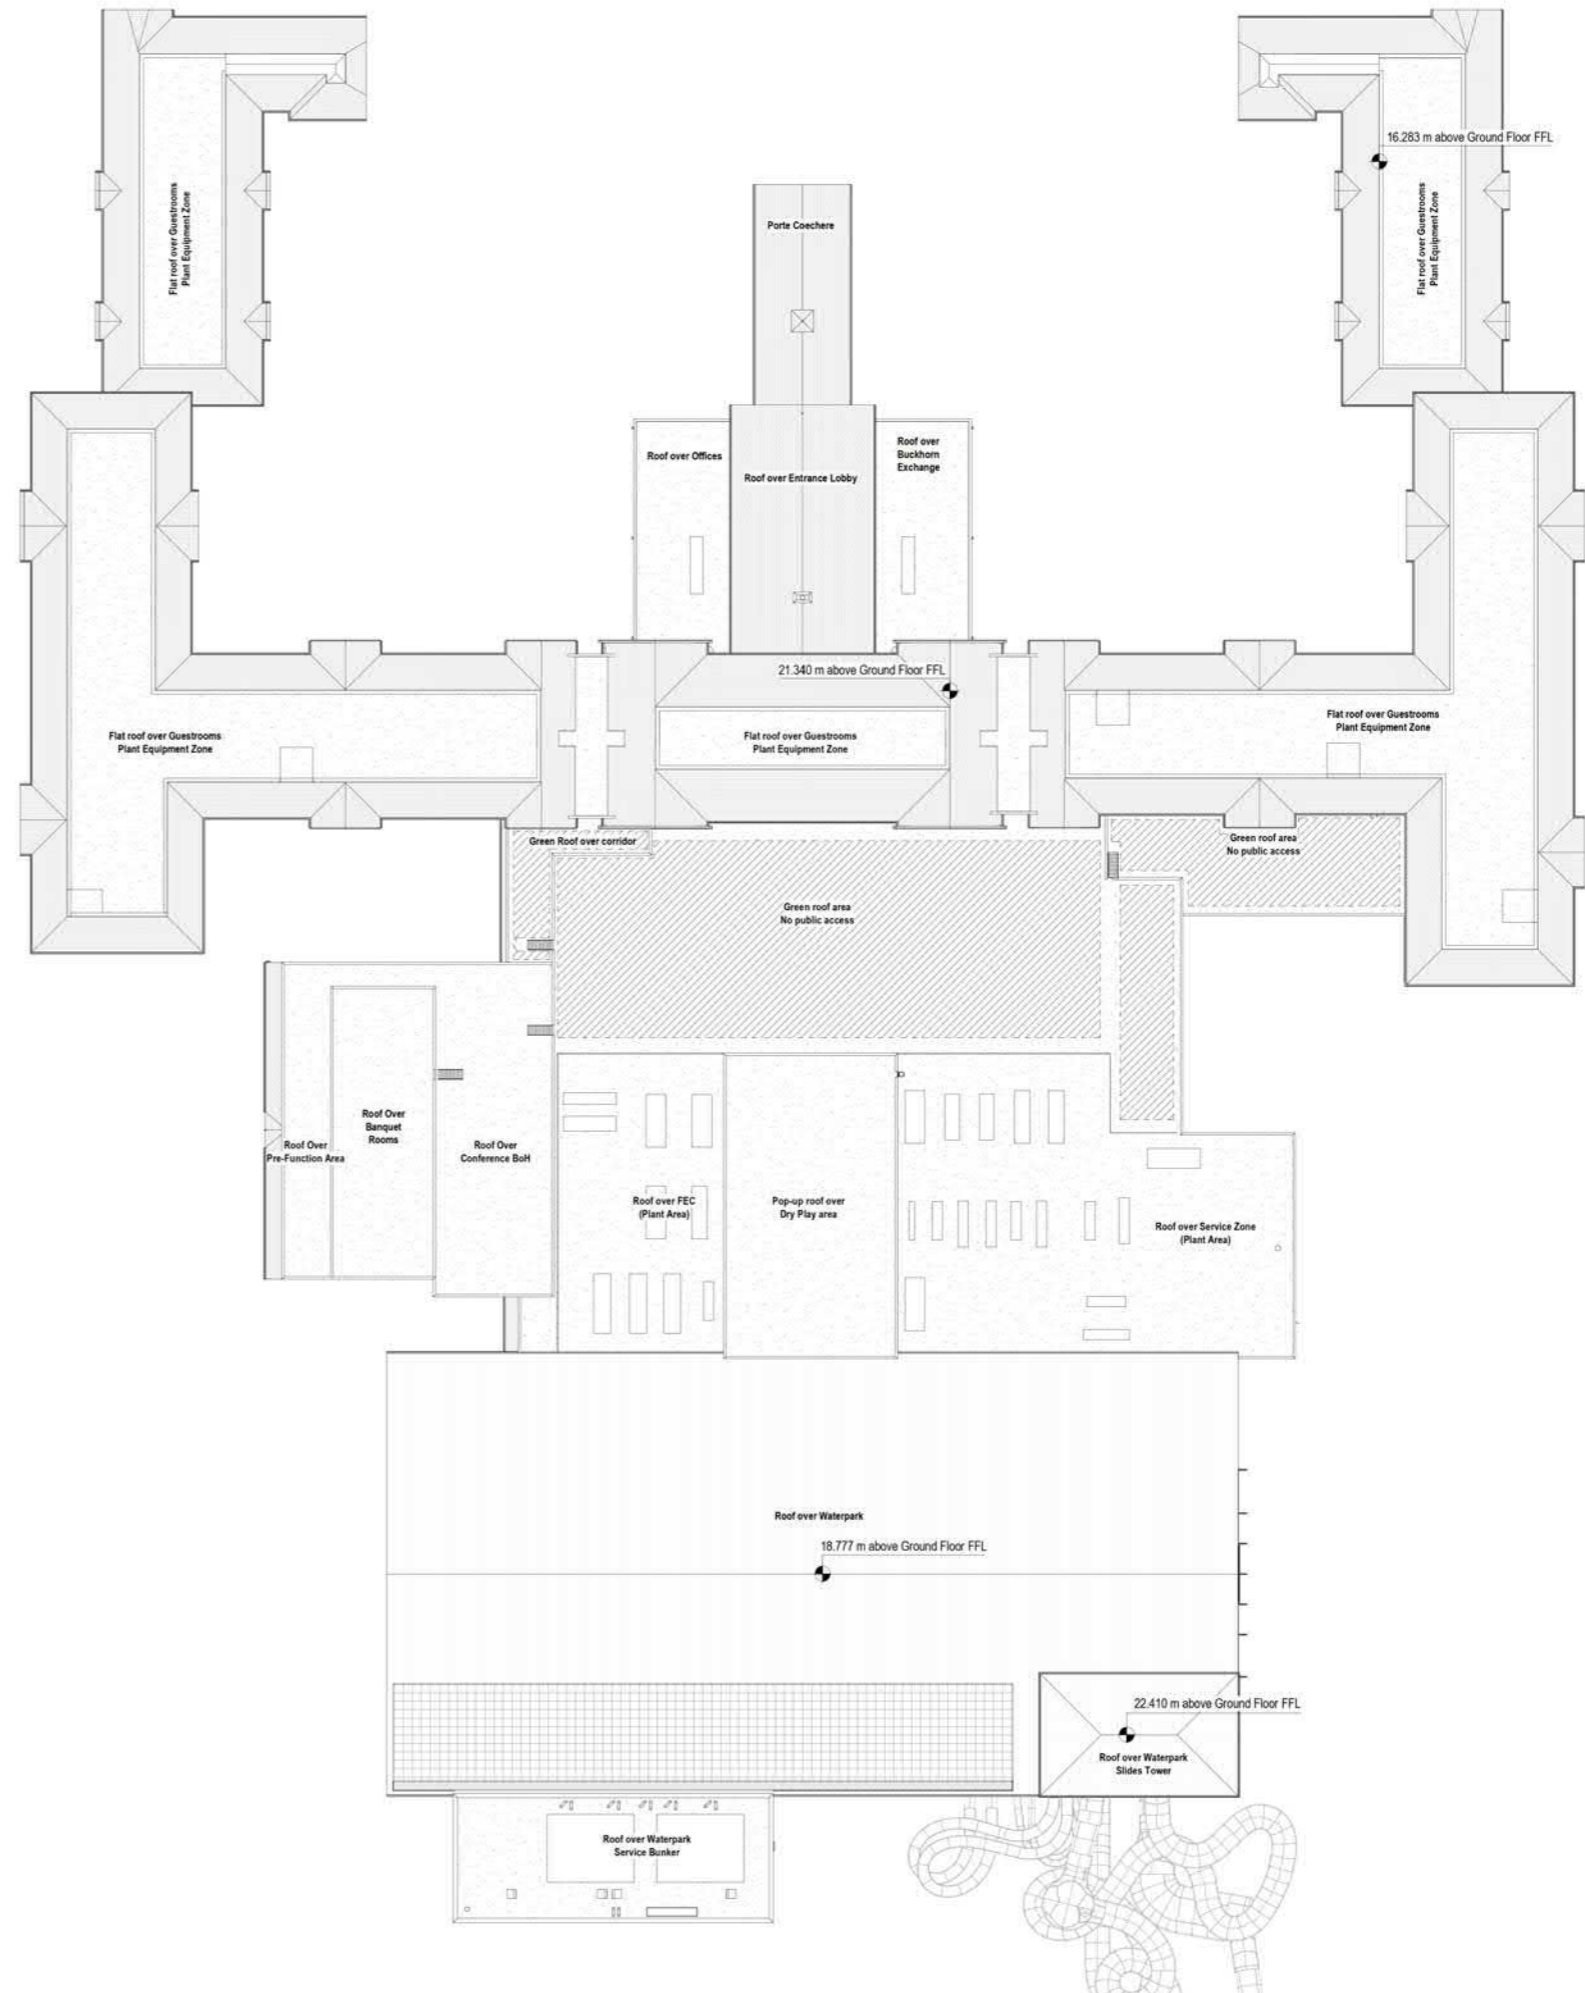 16.283 m above Ground Floor FFL
Flat roof over Guestrooms
Plant Equipment Zone
Flat roof over Guestrooms
Plant Equipment Zone
Porte Coechere
Roof over Offices
Roof over Entrance Lobby
Roof over
Buckhorn
Exchange
21.340 m above Ground Floor FFL
Flat roof over Guestrooms
Plant Equipment Zone
Flat roof over Guestrooms
Plant Equipment Zone
Flat roof over Guestrooms
Plant Equipment Zone
Green Roof over corridor
Green roof area
No public access
Green roof area
No public access
Roof Over
Pre-Function Area
Roof Over
Banquet
Rooms
Roof Over
Conference BoH
Roof over FEC
(Plant Area)
Pop-up roof over
Dry Play area
Roof over Service Zone
(Plant Area)
Roof over Waterpark
18.777 m above Ground Floor FFL
22.410 m above Ground Floor FFL
Roof over Waterpark
Slides Tower
Roof over Waterpark
Service Bunker